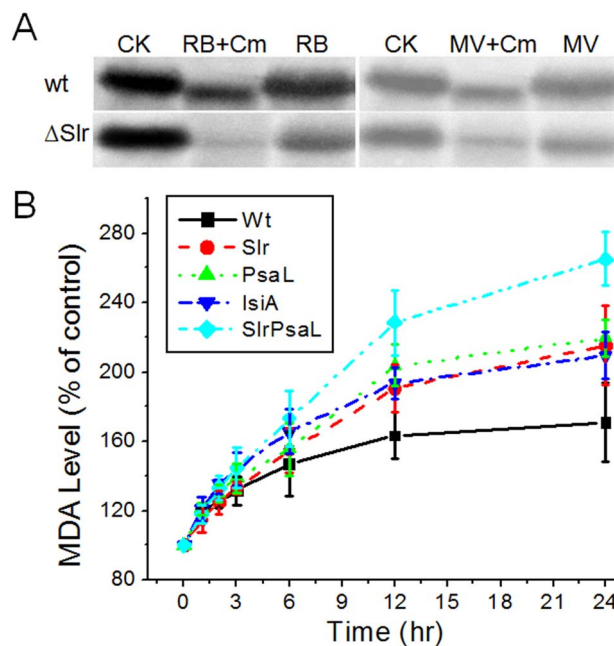 A
CK RB+Cm RB CK MV+Cm MV
wt
ΔSlr
B
Wt
Slr
PsaL
IsiA
SlrPsaL
280
240
200
160
120
80
MDA Level (% of control)
0 3 6 9 12 15 18 21 24
Time (hr)